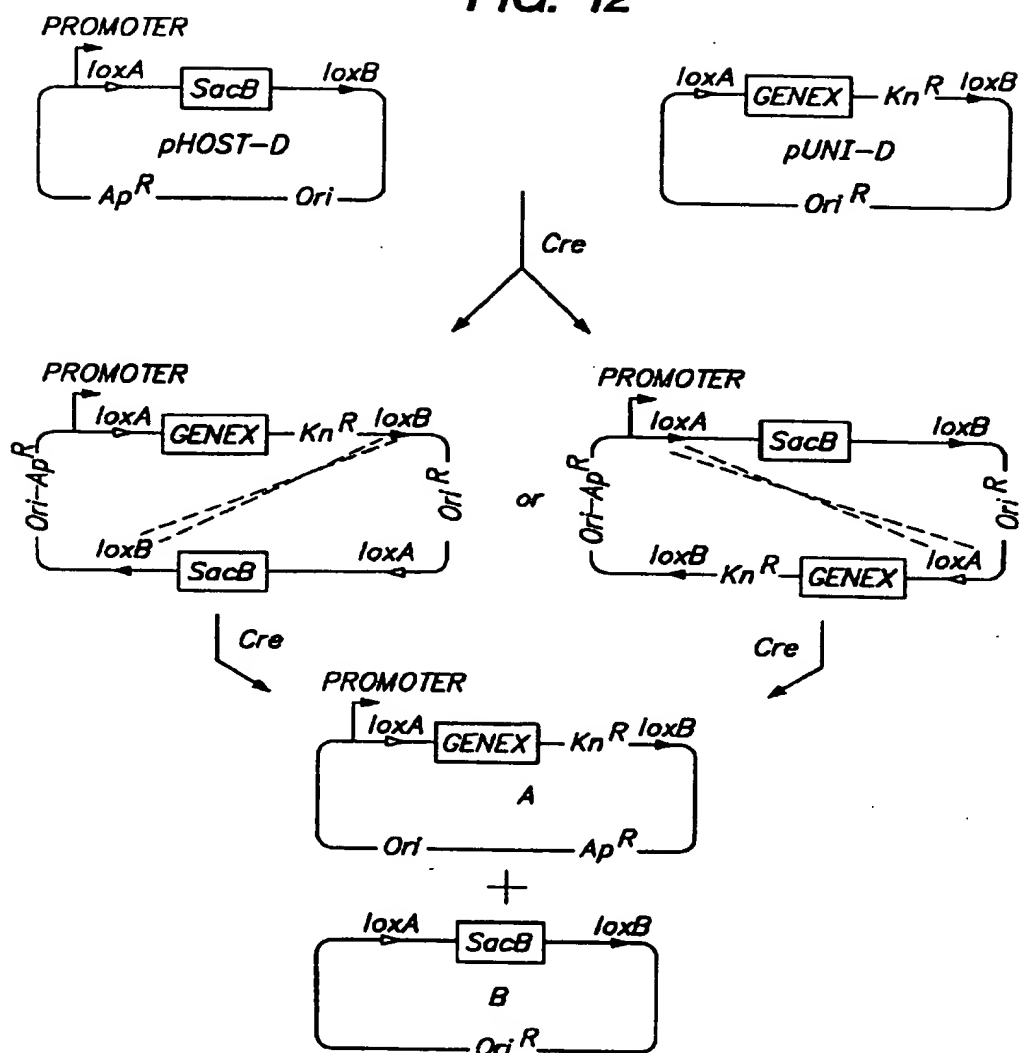 FIG. 12
PROMOTER
loxA SacB loxB
pHOST-D
Ap^R Ori
loxA GENEX Kn^R loxB
pUNI-D
Ori^R
Cre
PROMOTER
loxA GENEX Kn^R loxB
Ori-Ap^R
Ori^R
loxB SacB loxA
or
PROMOTER
loxA SacB loxB
Ori-Ap^R
Ori^R
loxB Kn^R GENEX loxA
Cre
Cre
PROMOTER
loxA GENEX Kn^R loxB
A
Ori Ap^R
+
loxA SacB loxB
B
Ori^R